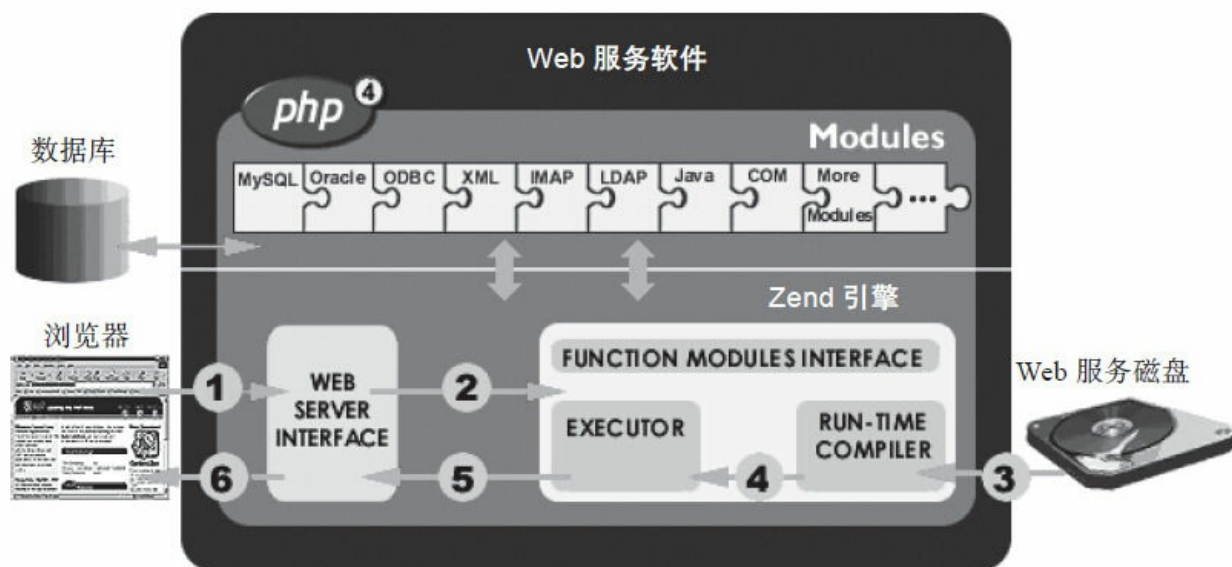 Web 服务软件
php 4
Modules
数据库
MySQL Oracle ODBC XML IMAP LDAP Java COM More Modules ...
Zend 引擎
浏览器
FUNCTION MODULES INTERFACE
Web 服务磁盘
1
WEB SERVER INTERFACE
2
EXECUTOR
RUN-TIME COMPILER
6
5
4
3